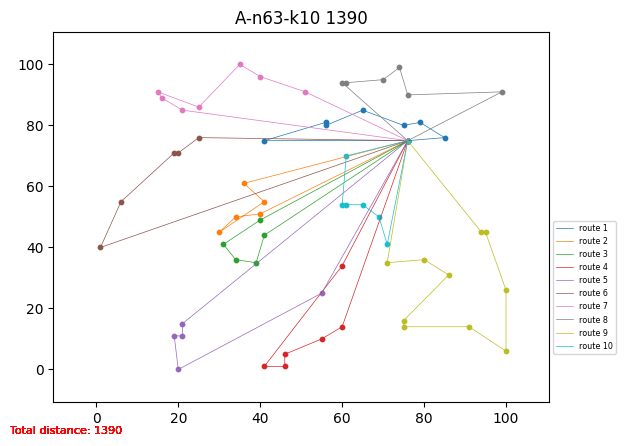 A-n63-k10 1390
100
80
60
40
20
0
0 20 40 60 80 100
route 1
route 2
route 3
route 4
route 5
route 6
route 7
route 8
route 9
route 10
Total distance: 1390